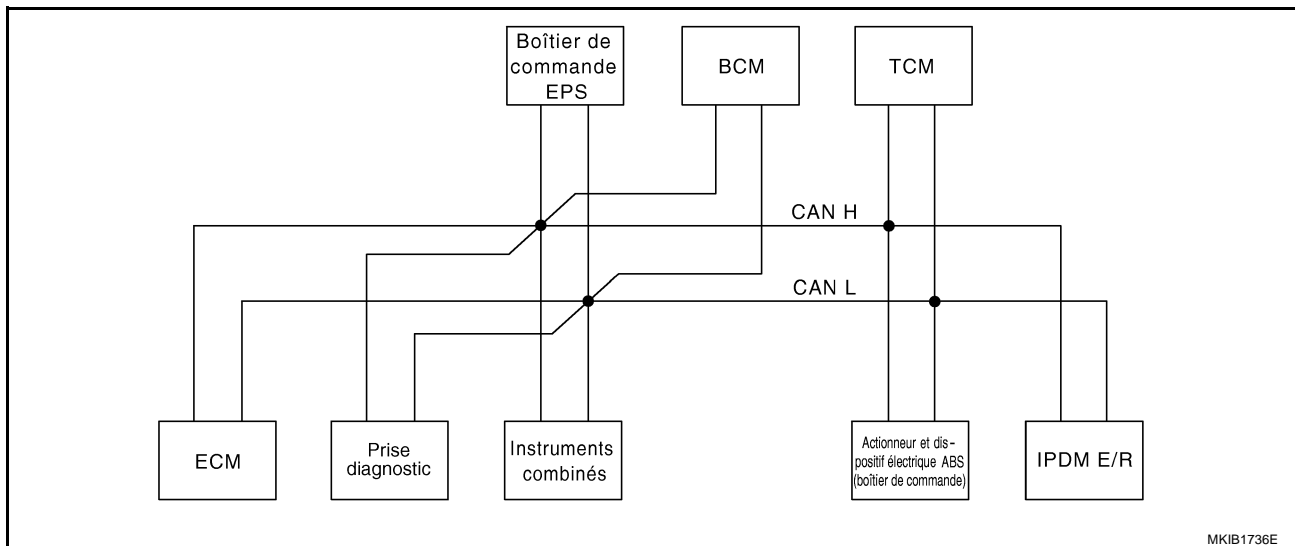 Boîtier de
commande
EPS
BCM
TCM
CAN H
CAN L
ECM
Prise
diagnostic
Instruments
combinés
Actionneur et dis-
positif électrique ABS
(boîtier de commande)
IPDM E/R
MKIB1736E